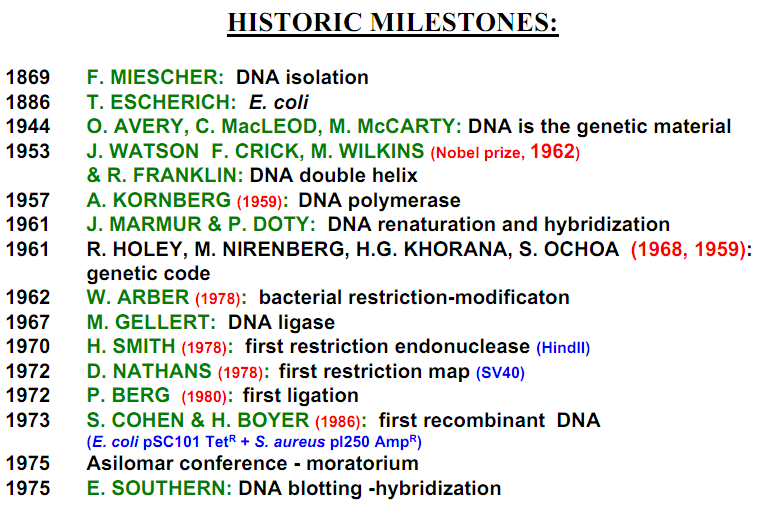 HISTORIC MILESTONES:
1869 F. MIESCHER: DNA isolation
1886 T. ESCHERICH: E. coli
1944 O. AVERY, C. MacLEOD, M. McCARTY: DNA is the genetic material
1953 J. WATSON F. CRICK, M. WILKINS (Nobel prize, 1962)
& R. FRANKLIN: DNA double helix
1957 A. KORNBERG (1959): DNA polymerase
1961 J. MARMUR & P. DOTY: DNA renaturation and hybridization
1961 R. HOLEY, M. NIRENBERG, H.G. KHORANA, S. OCHOA (1968, 1959):
genetic code
1962 W. ARBER (1978): bacterial restriction-modificaton
1967 M. GELLERT: DNA ligase
1970 H. SMITH (1978): first restriction endonuclease (HindII)
1972 D. NATHANS (1978): first restriction map (SV40)
1972 P. BERG (1980): first ligation
1973 S. COHEN & H. BOYER (1986): first recombinant DNA
(E. coli pSC101 Tetᴿ + S. aureus pI250 Ampᴿ)
1975 Asilomar conference - moratorium
1975 E. SOUTHERN: DNA blotting -hybridization